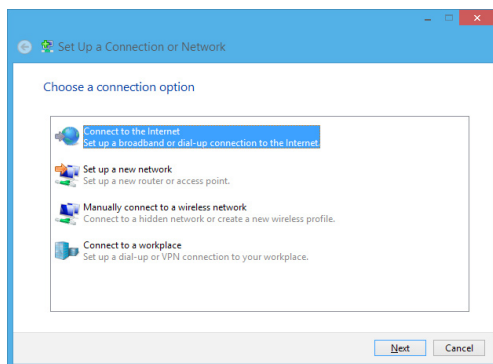 Set Up a Connection or Network
Choose a connection option
Connect to the Internet
Set up a broadband or dial-up connection to the Internet.
Set up a new network
Set up a new router or access point.
Manually connect to a wireless network
Connect to a hidden network or create a new wireless profile.
Connect to a workplace
Set up a dial-up or VPN connection to your workplace.
Next Cancel